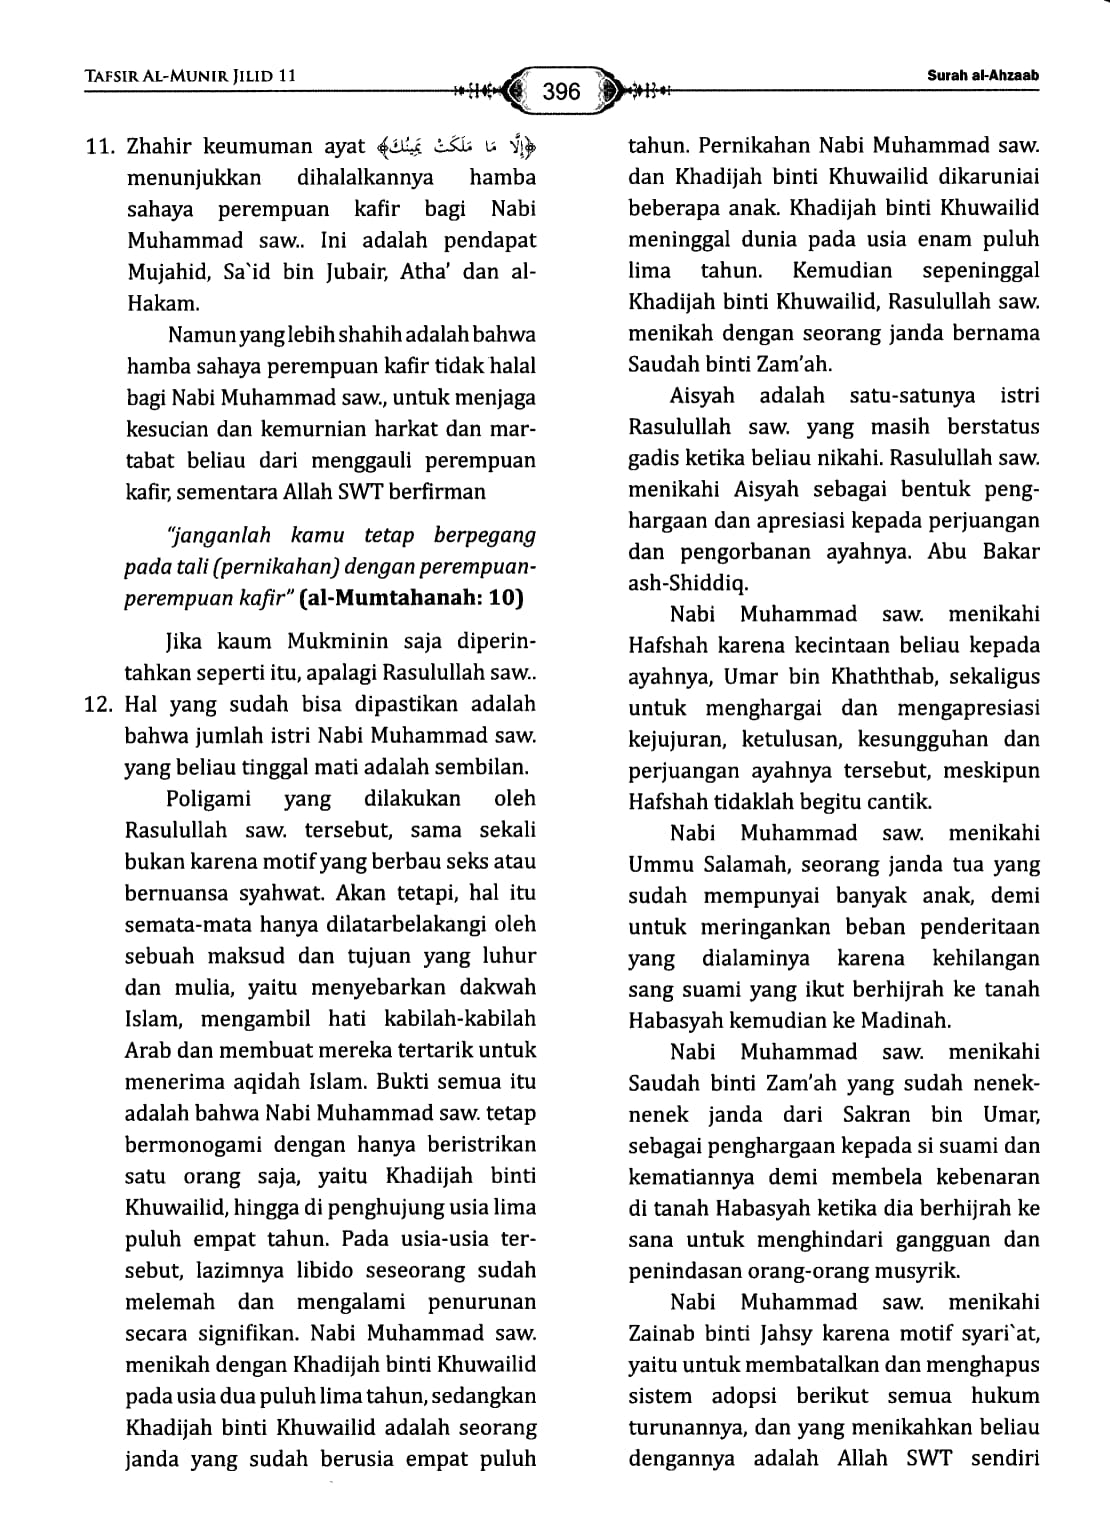 TAFSIR AL-MUNIR JILID 11
396
Surah al-Ahzaab
11. Zhahir keumuman ayat ﴿إِلَّا مَا مَلَكَتْ يَمِينُكَ﴾
menunjukkan dihalalkannya hamba
sahaya perempuan kafir bagi Nabi
Muhammad saw.. Ini adalah pendapat
Mujahid, Sa`id bin Jubair, Atha’ dan al-
Hakam.
Namun yang lebih shahih adalah bahwa
hamba sahaya perempuan kafir tidak halal
bagi Nabi Muhammad saw., untuk menjaga
kesucian dan kemurnian harkat dan mar-
tabat beliau dari menggauli perempuan
kafir, sementara Allah SWT berfirman
“janganlah kamu tetap berpegang
pada tali (pernikahan) dengan perempuan-
perempuan kafir” (al-Mumtahanah: 10)
Jika kaum Mukminin saja diperin-
tahkan seperti itu, apalagi Rasulullah saw..
12. Hal yang sudah bisa dipastikan adalah
bahwa jumlah istri Nabi Muhammad saw.
yang beliau tinggal mati adalah sembilan.
Poligami yang dilakukan oleh
Rasulullah saw. tersebut, sama sekali
bukan karena motif yang berbau seks atau
bernuansa syahwat. Akan tetapi, hal itu
semata-mata hanya dilatarbelakangi oleh
sebuah maksud dan tujuan yang luhur
dan mulia, yaitu menyebarkan dakwah
Islam, mengambil hati kabilah-kabilah
Arab dan membuat mereka tertarik untuk
menerima aqidah Islam. Bukti semua itu
adalah bahwa Nabi Muhammad saw. tetap
bermonogami dengan hanya beristrikan
satu orang saja, yaitu Khadijah binti
Khuwailid, hingga di penghujung usia lima
puluh empat tahun. Pada usia-usia ter-
sebut, lazimnya libido seseorang sudah
melemah dan mengalami penurunan
secara signifikan. Nabi Muhammad saw.
menikah dengan Khadijah binti Khuwailid
pada usia dua puluh lima tahun, sedangkan
Khadijah binti Khuwailid adalah seorang
janda yang sudah berusia empat puluh
tahun. Pernikahan Nabi Muhammad saw.
dan Khadijah binti Khuwailid dikaruniai
beberapa anak. Khadijah binti Khuwailid
meninggal dunia pada usia enam puluh
lima tahun. Kemudian sepeninggal
Khadijah binti Khuwailid, Rasulullah saw.
menikah dengan seorang janda bernama
Saudah binti Zam’ah.
Aisyah adalah satu-satunya istri
Rasulullah saw. yang masih berstatus
gadis ketika beliau nikahi. Rasulullah saw.
menikahi Aisyah sebagai bentuk peng-
hargaan dan apresiasi kepada perjuangan
dan pengorbanan ayahnya. Abu Bakar
ash-Shiddiq.
Nabi Muhammad saw. menikahi
Hafshah karena kecintaan beliau kepada
ayahnya, Umar bin Khaththab, sekaligus
untuk menghargai dan mengapresiasi
kejujuran, ketulusan, kesungguhan dan
perjuangan ayahnya tersebut, meskipun
Hafshah tidaklah begitu cantik.
Nabi Muhammad saw. menikahi
Ummu Salamah, seorang janda tua yang
sudah mempunyai banyak anak, demi
untuk meringankan beban penderitaan
yang dialaminya karena kehilangan
sang suami yang ikut berhijrah ke tanah
Habasyah kemudian ke Madinah.
Nabi Muhammad saw. menikahi
Saudah binti Zam’ah yang sudah nenek-
nenek janda dari Sakran bin Umar,
sebagai penghargaan kepada si suami dan
kematiannya demi membela kebenaran
di tanah Habasyah ketika dia berhijrah ke
sana untuk menghindari gangguan dan
penindasan orang-orang musyrik.
Nabi Muhammad saw. menikahi
Zainab binti Jahsy karena motif syari`at,
yaitu untuk membatalkan dan menghapus
sistem adopsi berikut semua hukum
turunannya, dan yang menikahkan beliau
dengannya adalah Allah SWT sendiri